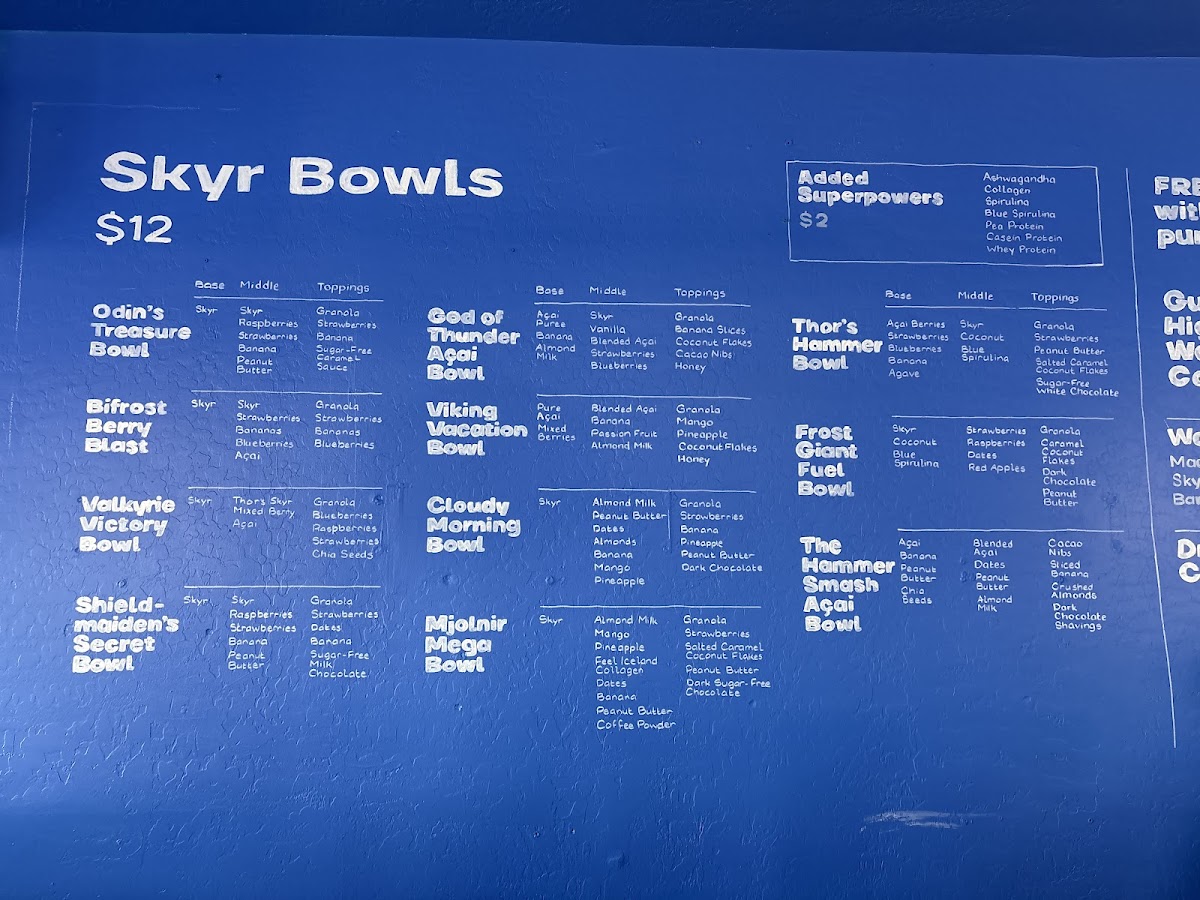 Skyr Bowls
$12
Added
Superpowers
$2
Ashwagandha
Collagen
Spirulina
Blue Spirulina
Pea Protein
Casein Protein
Whey Protein
Base Middle Toppings
Odin's
Treasure
Bowl
Skyr
Skyr
Raspberries
Strawberries
Banana
Peanut
Butter
Granola
Strawberries
Banana
Sugar-Free
Caramel
Sauce
Bifrost
Berry
Blast
Skyr
Skyr
Strawberries
Bananas
Blueberries
Açai
Granola
Strawberries
Bananas
Blueberries
Valkyrie
Victory
Bowl
Skyr
Thor's Skyr
Mixed Berry
Açai
Granola
Blueberries
Raspberries
Strawberries
Chia Seeds
Shield-
maiden's
Secret
Bowl
Skyr
Skyr
Raspberries
Strawberries
Banana
Peanut
Butter
Granola
Strawberries
Dates
Banana
Sugar-Free
Milk
Chocolate
Base Middle Toppings
God of
Thunder
Açai
Bowl
Açai
Puree
Banana
Almond
Milk
Skyr
Vanilla
Blended Açai
Strawberries
Blueberries
Granola
Banana Slices
Coconut Flakes
Cacao Nibs
Honey
Viking
Vacation
Bowl
Pure
Açai
Mixed
Berries
Blended Açai
Banana
Passion Fruit
Almond Milk
Granola
Mango
Pineapple
Coconut Flakes
Honey
Cloudy
Morning
Bowl
Skyr
Almond Milk
Peanut Butter
Dates
Almonds
Banana
Mango
Pineapple
Granola
Strawberries
Banana
Pineapple
Peanut Butter
Dark Chocolate
Mjolnir
Mega
Bowl
Skyr
Almond Milk
Mango
Pineapple
Feel Iceland
Collagen
Dates
Banana
Peanut Butter
Coffee Powder
Granola
Strawberries
Salted Caramel
Coconut Flakes
Peanut Butter
Dark Sugar-Free
Chocolate
Base Middle Toppings
Thor's
Hammer
Bowl
Açai Berries
Strawberries
Blueberries
Banana
Agave
Skyr
Coconut
Blue
Spirulina
Granola
Strawberries
Peanut Butter
Salted Caramel
Coconut Flakes
Sugar-Free
White Chocolate
Frost
Giant
Fuel
Bowl
Skyr
Coconut
Blue
Spirulina
Strawberries
Raspberries
Dates
Red Apples
Granola
Caramel
Coconut
Flakes
Dark
Chocolate
Peanut
Butter
The
Hammer
Smash
Açai
Bowl
Açai
Banana
Peanut
Butter
Chia
Seeds
Blended
Açai
Dates
Peanut
Butter
Almond
Milk
Cacao
Nibs
Sliced
Banana
Crushed
Almonds
Dark
Chocolate
Shavings